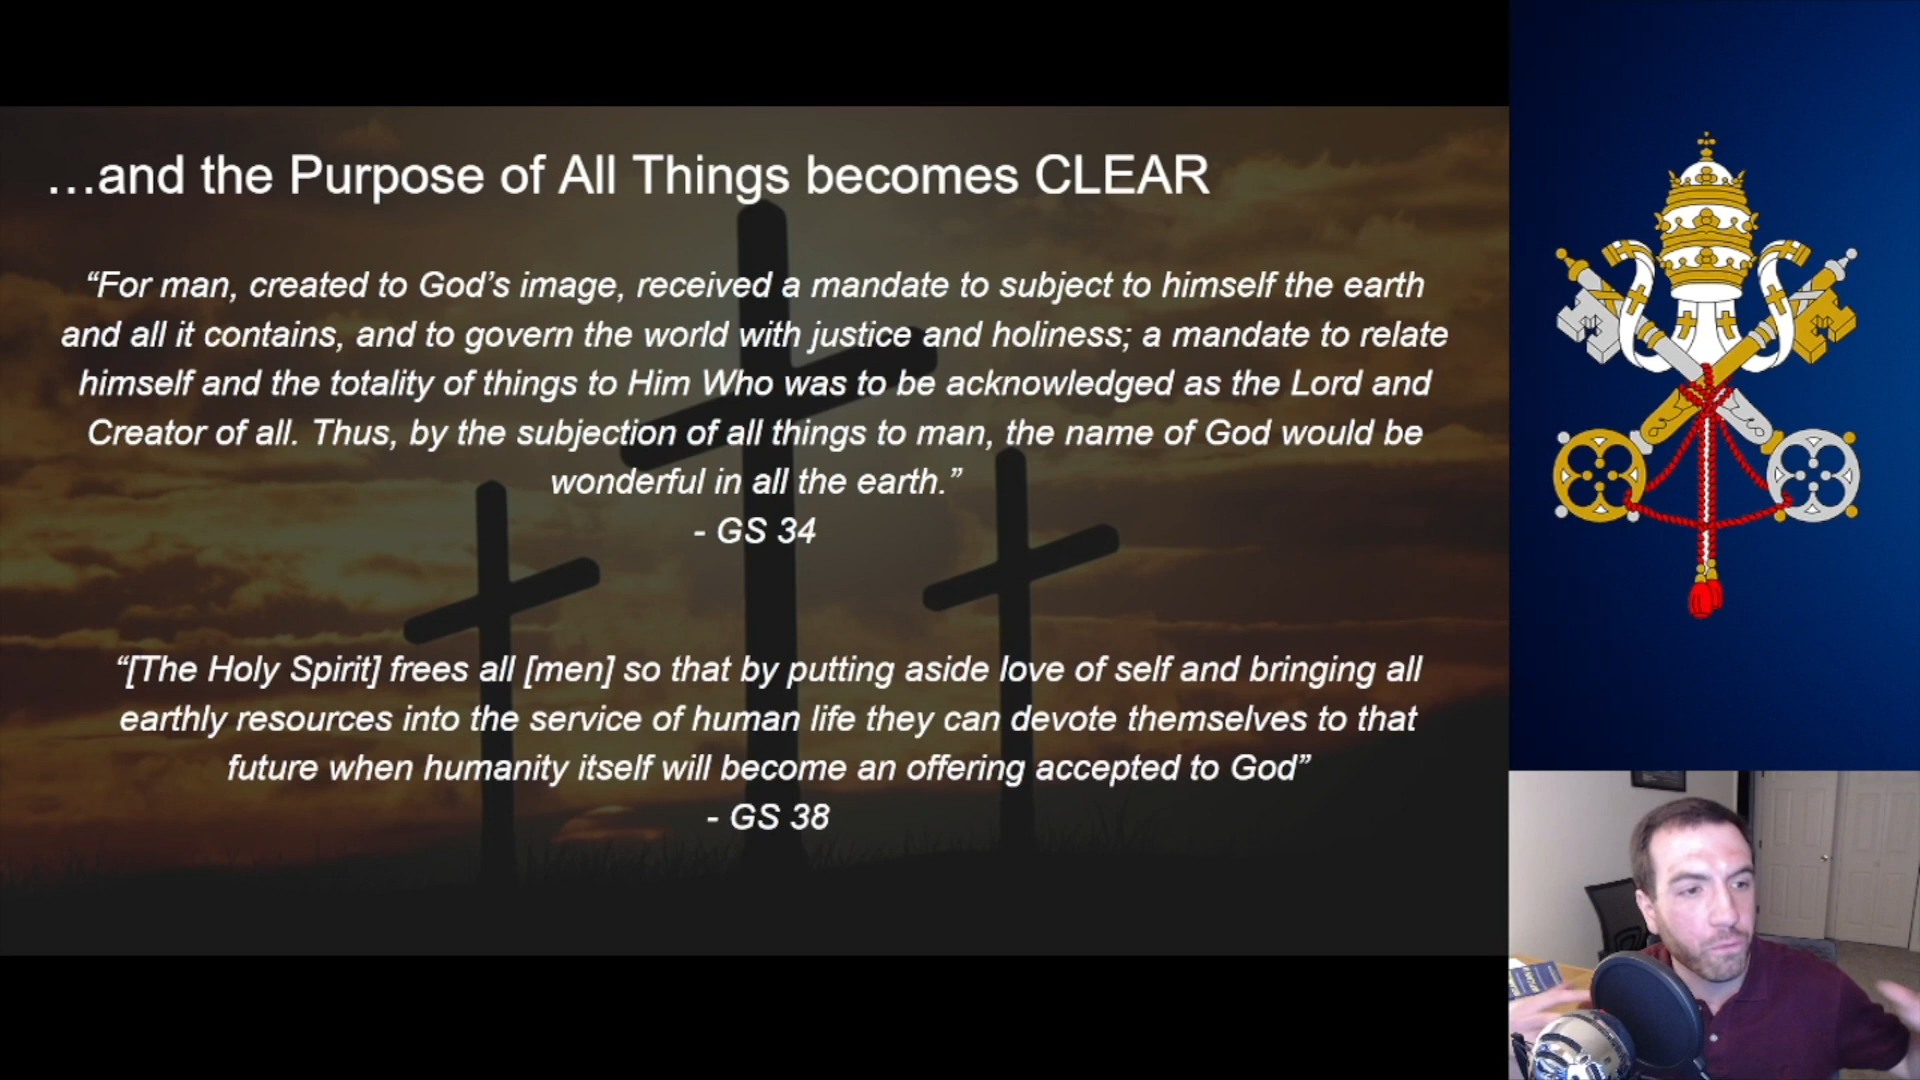 …and the Purpose of All Things becomes CLEAR
“For man, created to God’s image, received a mandate to subject to himself the earth
and all it contains, and to govern the world with justice and holiness; a mandate to relate
himself and the totality of things to Him Who was to be acknowledged as the Lord and
Creator of all. Thus, by the subjection of all things to man, the name of God would be
wonderful in all the earth.”
- GS 34
“[The Holy Spirit] frees all [men] so that by putting aside love of self and bringing all
earthly resources into the service of human life they can devote themselves to that
future when humanity itself will become an offering accepted to God”
- GS 38